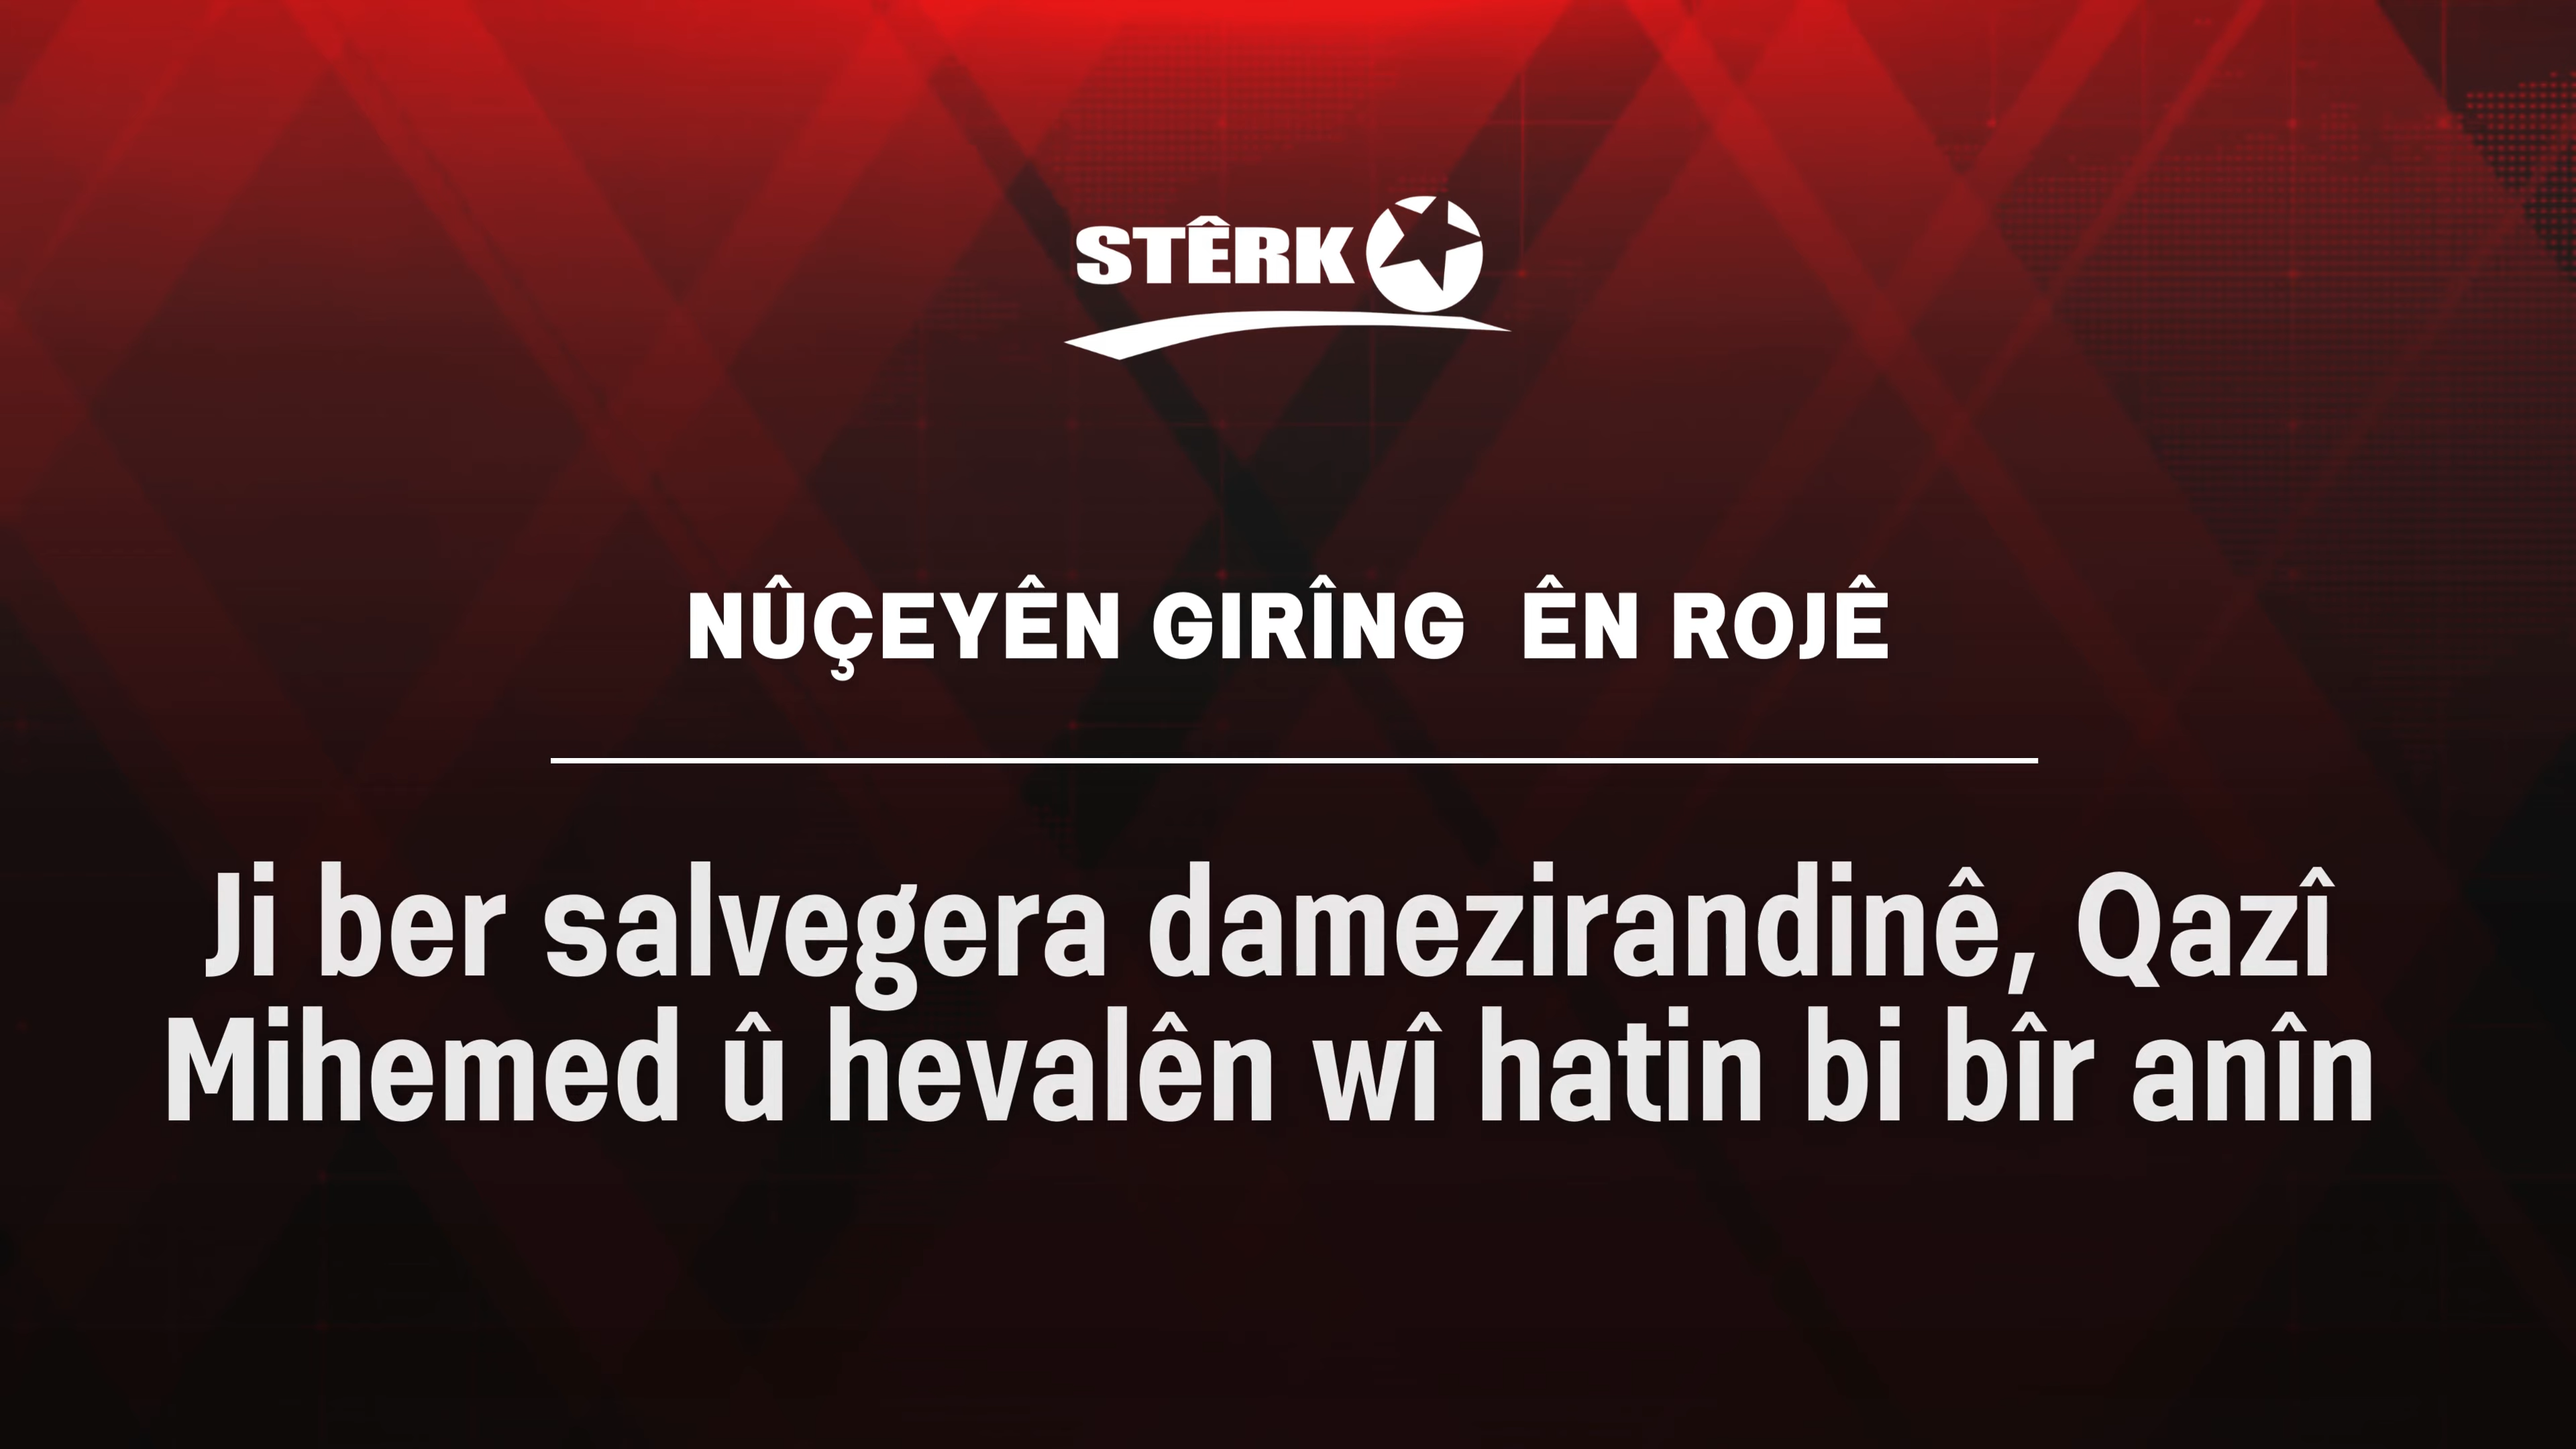 STÊRK
NÛÇEYÊN GIRÎNG ÊN ROJÊ
Ji ber salvegera damezirandinê, Qazî
Mihemed û hevalên wî hatin bi bîr anîn